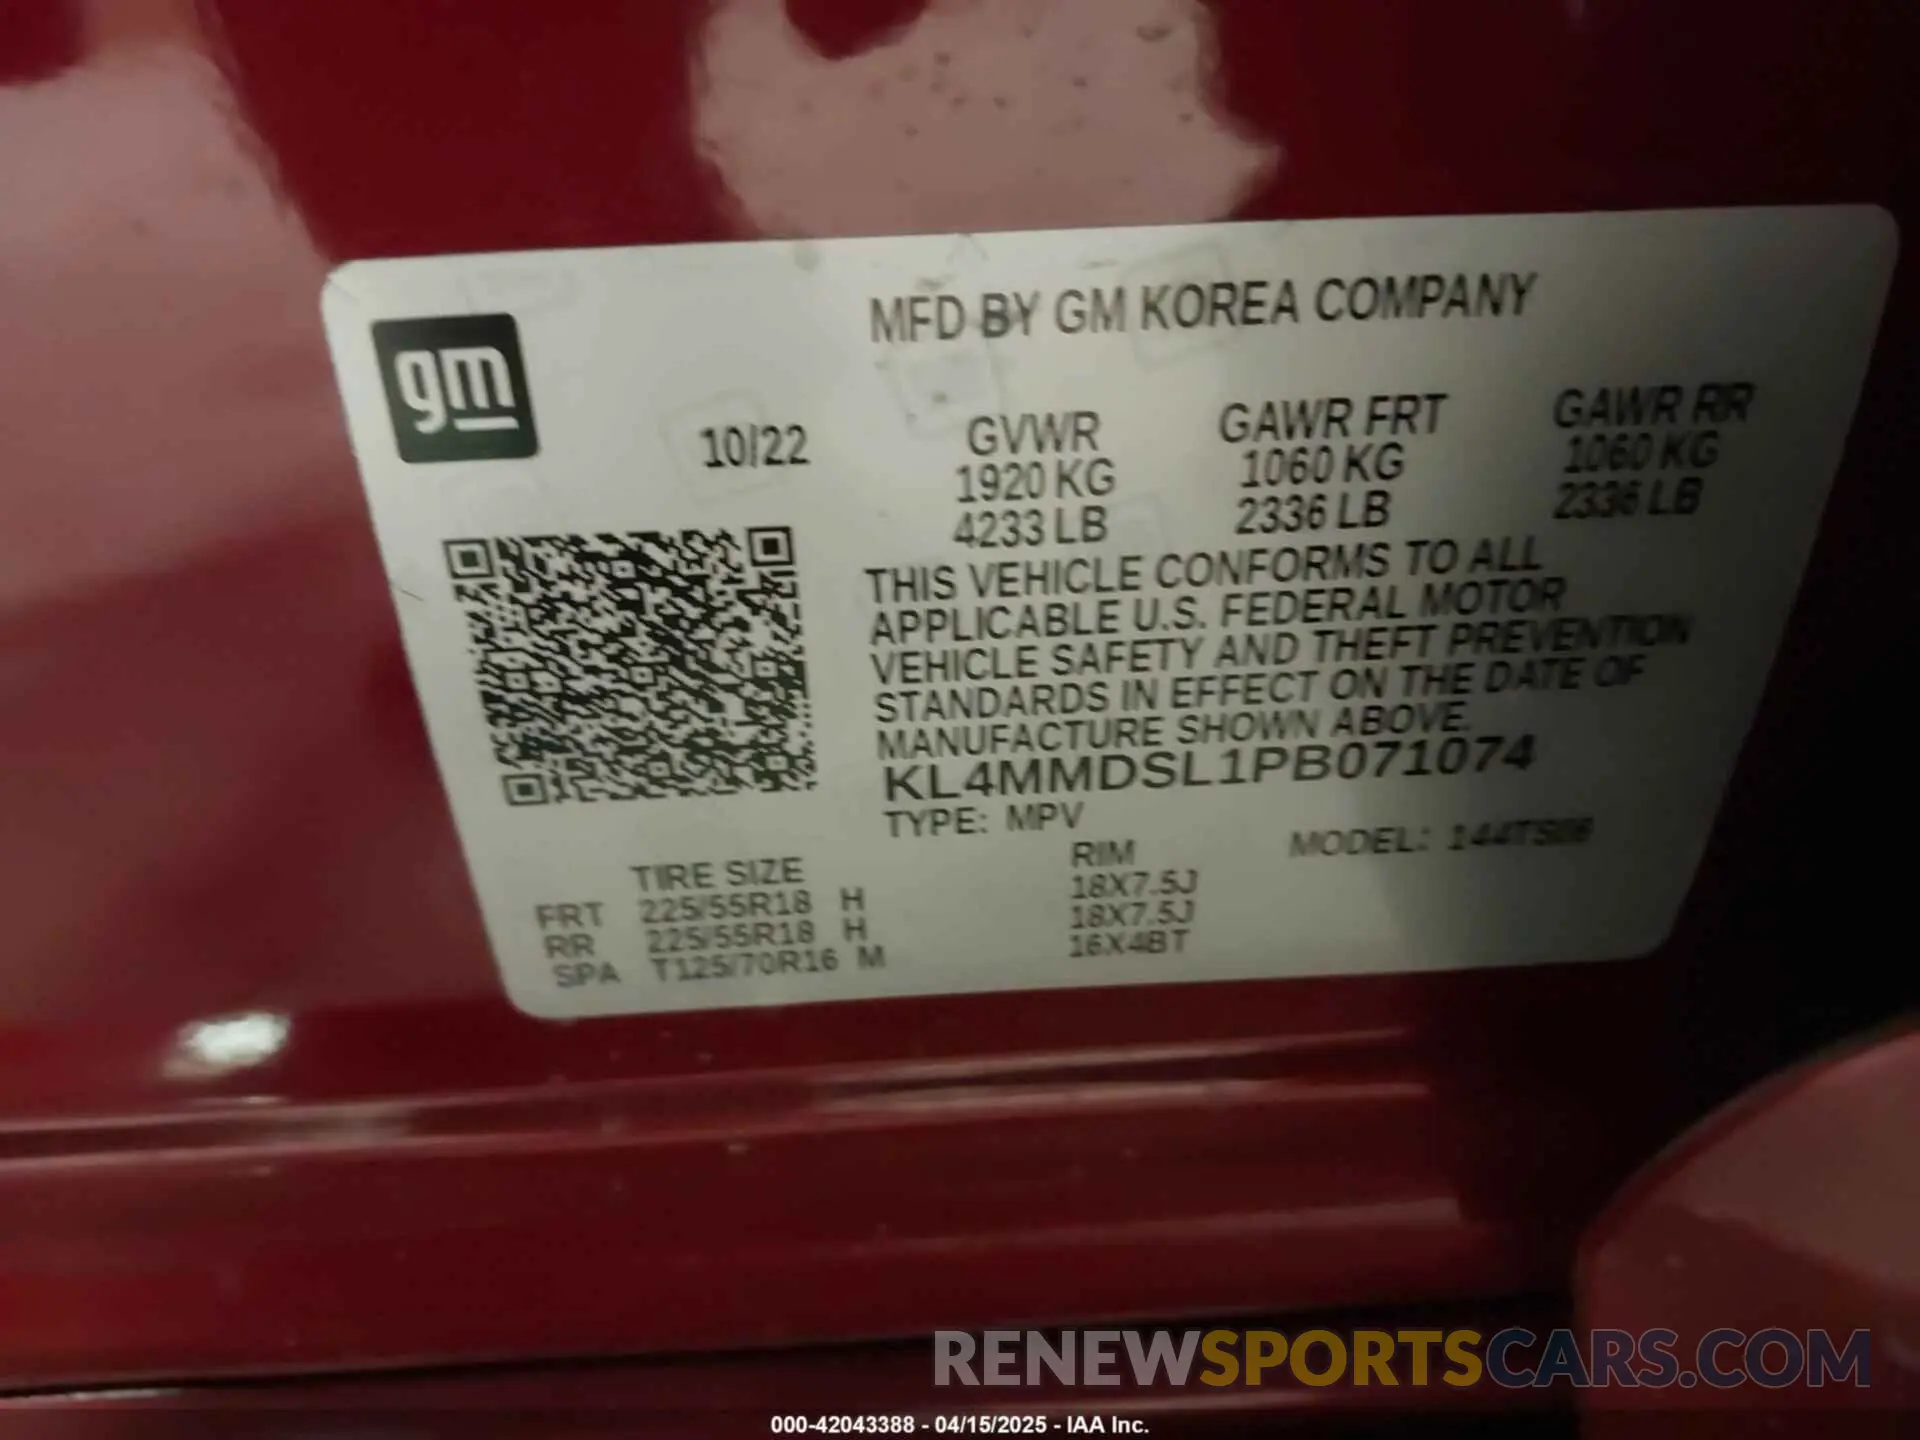 gm
MFD BY GM KOREA COMPANY
10/22
GVWR GAWR FRT GAWR RR
1920 KG 1060 KG 1060 KG
4233 LB 2336 LB 2336 LB
THIS VEHICLE CONFORMS TO ALL
APPLICABLE U.S. FEDERAL MOTOR
VEHICLE SAFETY AND THEFT PREVENTION
STANDARDS IN EFFECT ON THE DATE OF
MANUFACTURE SHOWN ABOVE.
KL4MMDSL1PB071074
TYPE: MPV
MODEL:
TIRE SIZE RIM
FRT 225/55R18 H 18X7.5J
RR 225/55R18 H 18X7.5J
SPA T125/70R16 M 16X4BT
RENEWSPORTSCARS.COM
000-42043388 - 04/15/2025 - IAA Inc.